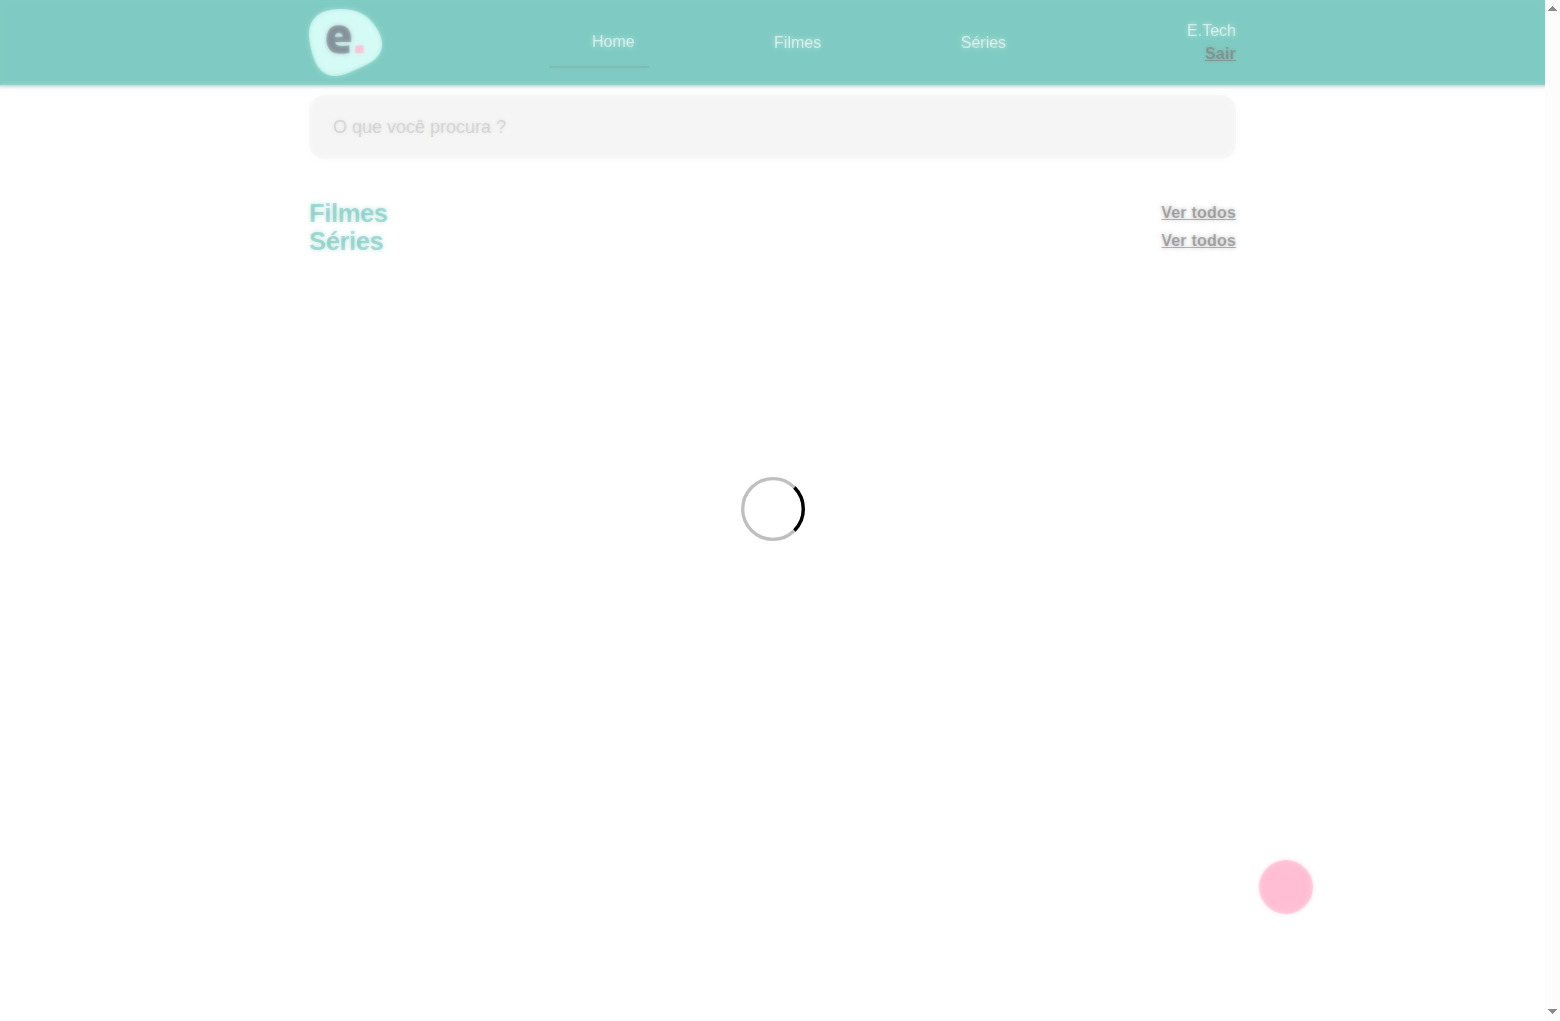 e.
Home
Filmes
Séries
E.Tech
Sair
O que você procura ?
Filmes
Ver todos
Séries
Ver todos